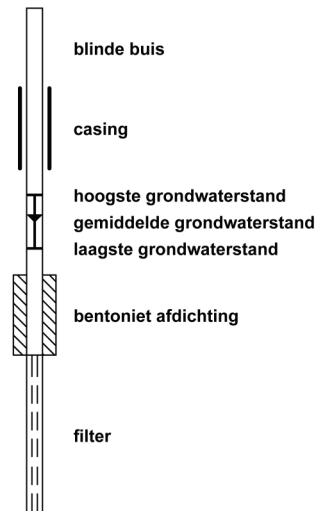 blinde buis
casing
hoogste grondwaterstand
gemiddelde grondwaterstand
laagste grondwaterstand
bentoniet afdichting
filter